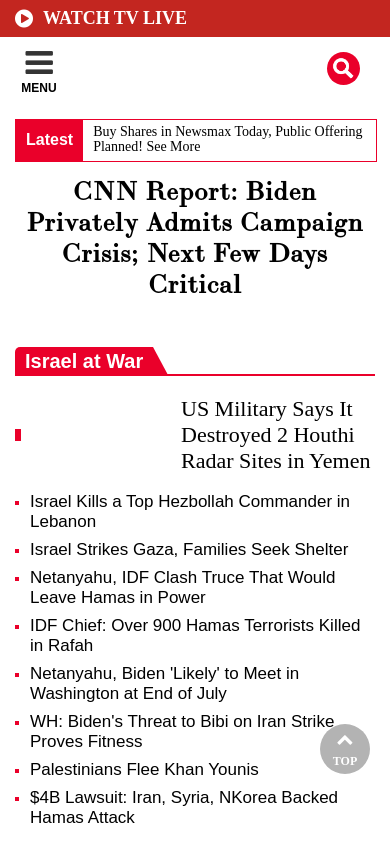 WATCH TV LIVE
MENU
Latest
Buy Shares in Newsmax Today, Public Offering
Planned! See More
CNN Report: Biden
Privately Admits Campaign
Crisis; Next Few Days
Critical
Israel at War
US Military Says It
Destroyed 2 Houthi
Radar Sites in Yemen
Israel Kills a Top Hezbollah Commander in
Lebanon
Israel Strikes Gaza, Families Seek Shelter
Netanyahu, IDF Clash Truce That Would
Leave Hamas in Power
IDF Chief: Over 900 Hamas Terrorists Killed
in Rafah
Netanyahu, Biden 'Likely' to Meet in
Washington at End of July
WH: Biden's Threat to Bibi on Iran Strike
Proves Fitness
TOP
Palestinians Flee Khan Younis
$4B Lawsuit: Iran, Syria, NKorea Backed
Hamas Attack